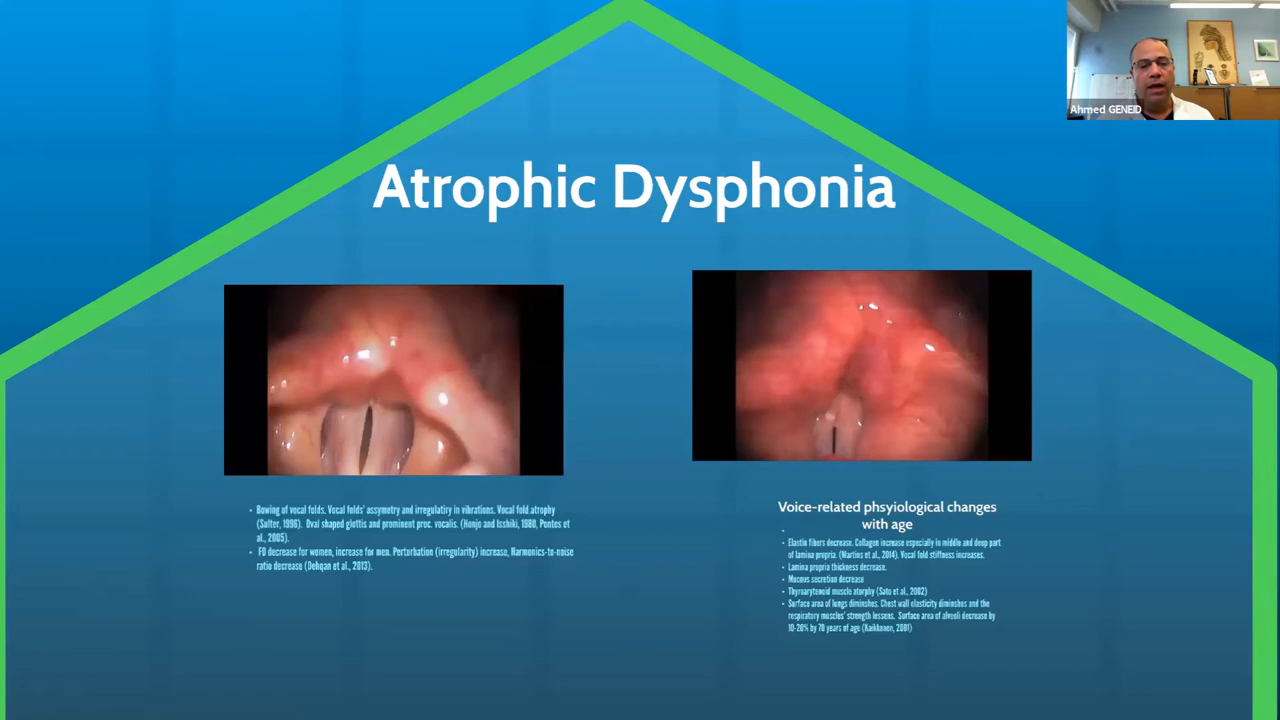 Ahmed GENEID
Atrophic Dysphonia
• Bowing of vocal folds. Vocal folds' assymetry and irregulatiry in vibrations. Vocal fold atrophy
(Sulter, 1996). Oval shaped glottis and prominent proc. vocalis. (Honjo and Isshiki, 1980, Pontes et
al., 2005).
• F0 decrease for women, increase for men. Perturbation (irregularity) increase, Harmonics-to-noise
ratio decrease (Dehqan et al., 2013).
Voice-related phsyiological changes
with age
•
• Elastin fibers decrease. Collagen increase especially in middle and deep part
of lamina propria. (Martins et al., 2014). Vocal fold stiffness increases.
• Lamina propria thickness decrease.
• Mucous secretion decrease
• Thyroarytenoid muscle atorphy (Sato et al., 2002)
• Surface area of lungs diminishes. Chest wall elasticity diminshes and the
respiratory muscles' strength lessens. Surface area of alveoli decrease by
10-20% by 70 years of age (Kaikkonen, 2001)